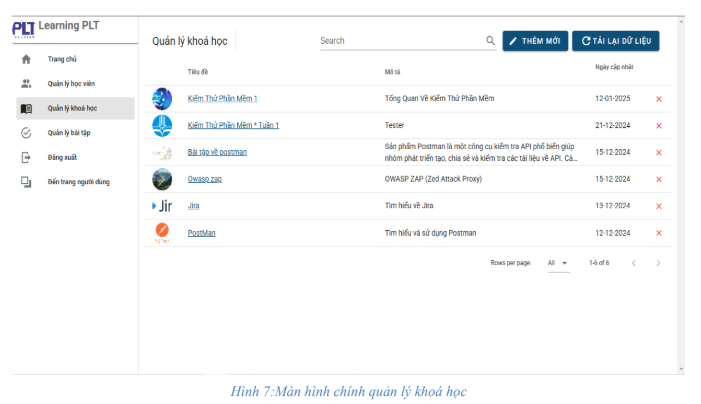 PLT Learning PLT
Trang chủ
Quản lý học viên
Quản lý khoá học
Quản lý bài tập
Đăng xuất
Đến trang người dùng
Quản lý khoá học
Search
THÊM MỚI
TẢI LẠI DỮ LIỆU
Tiêu đề Mô tả Ngày cập nhật
Kiểm Thử Phần Mềm 1 Tổng Quan Về Kiểm Thử Phần Mềm 12-01-2025 ×
Kiểm Thử Phần Mềm * Tuần 1 Tester 21-12-2024 ×
Bài tập về postman Sản phẩm Postman là một công cụ kiểm tra API phổ biến giúp 15-12-2024 ×
nhóm phát triển tạo, chia sẻ và kiểm tra các tài liệu về API. Cá...
Owasp zap OWASP ZAP (Zed Attack Proxy) 15-12-2024 ×
Jir Jira Tìm hiểu về Jira 13-12-2024 ×
PostMan Tìm hiểu và sử dụng Postman 12-12-2024 ×
Rows per page: All 1-6 of 6
Hình 7:Màn hình chính quản lý khoá học